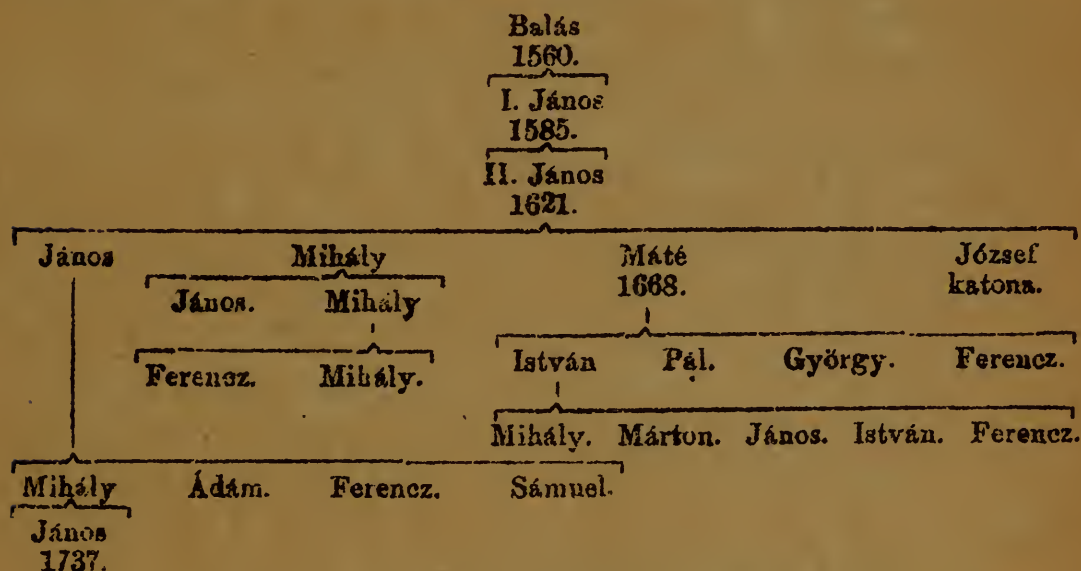 Balás
1560.
I. János
1585.
II. János
1621.
János Mihály Máté József
János. Mihály 1668. katona.
István Pál. György. Ferencz.
Ferencz. Mihály.
Mihály. Márton. János. István. Ferencz.
Mihály Ádám. Ferencz. Sámuel.
János
1737.